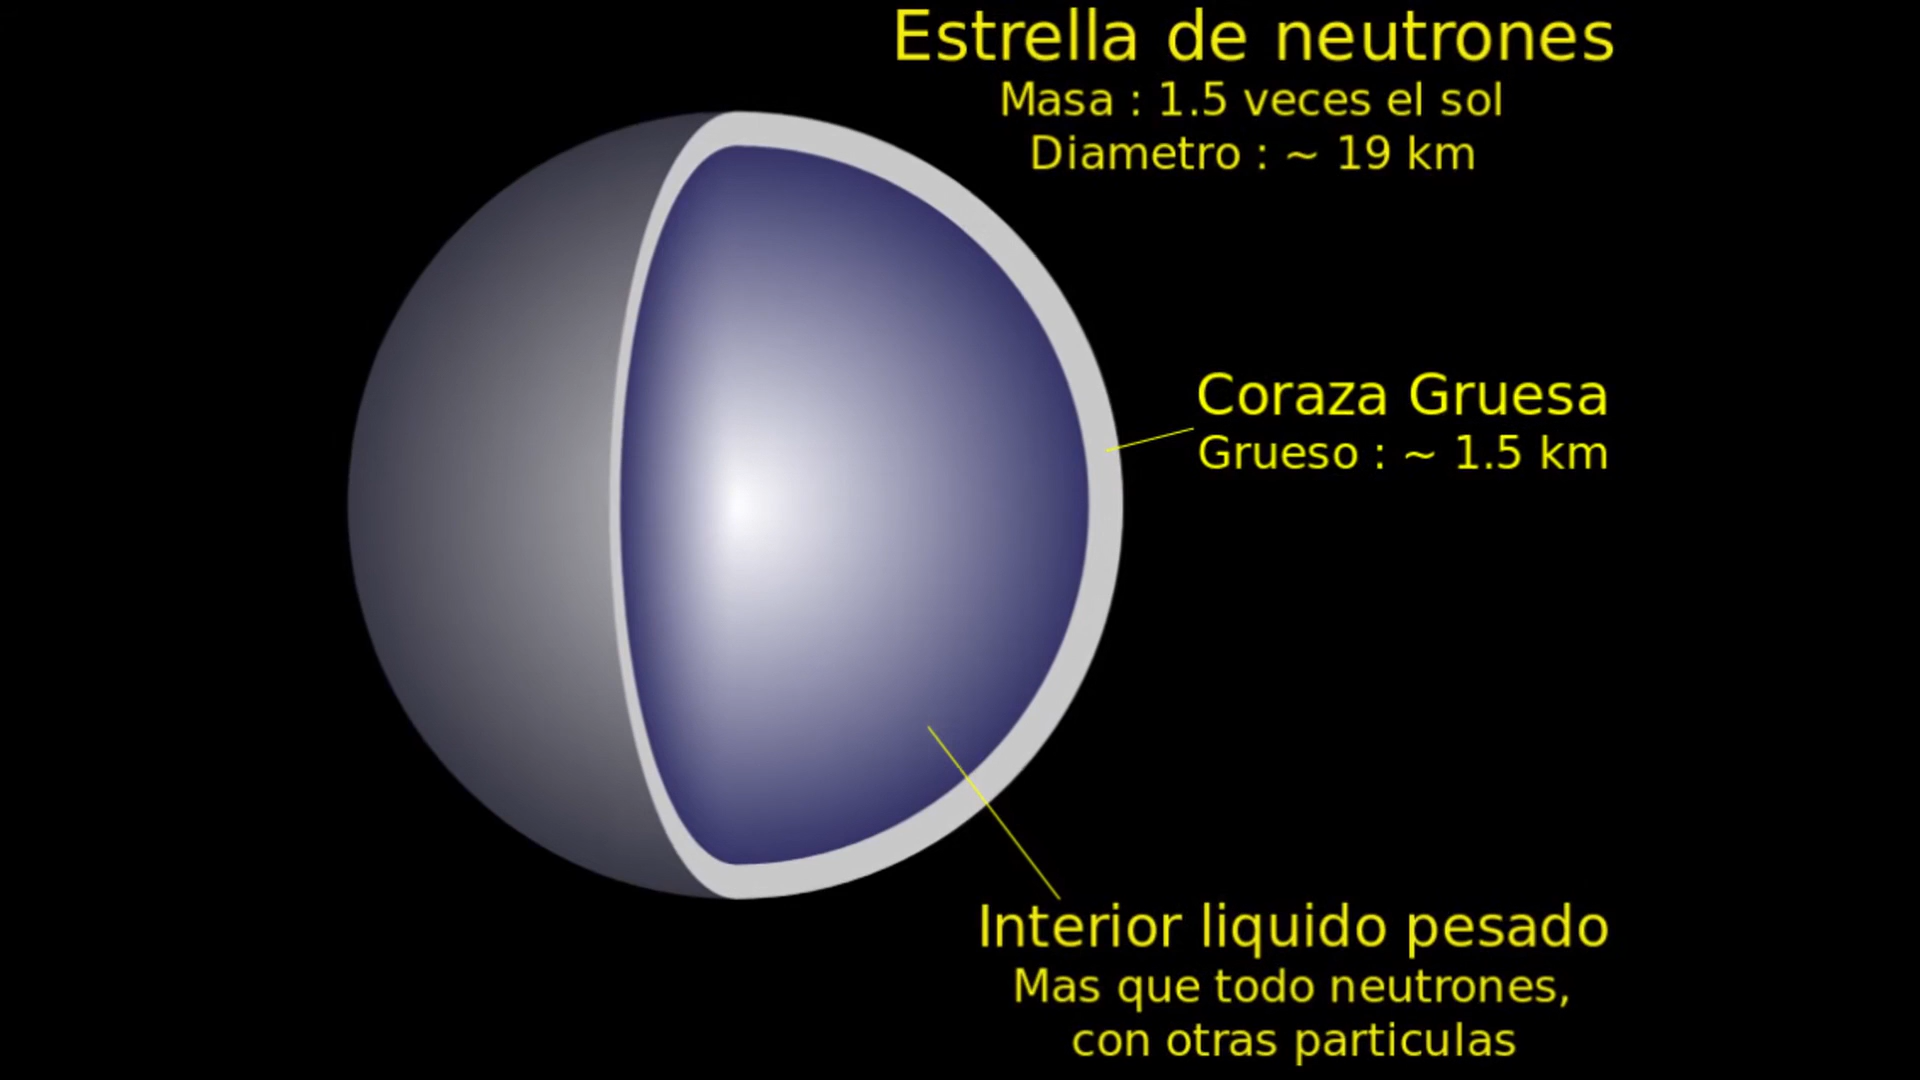 Estrella de neutrones
Masa : 1.5 veces el sol
Diametro : ~ 19 km
Coraza Gruesa
Grueso : ~ 1.5 km
Interior liquido pesado
Mas que todo neutrones,
con otras particulas